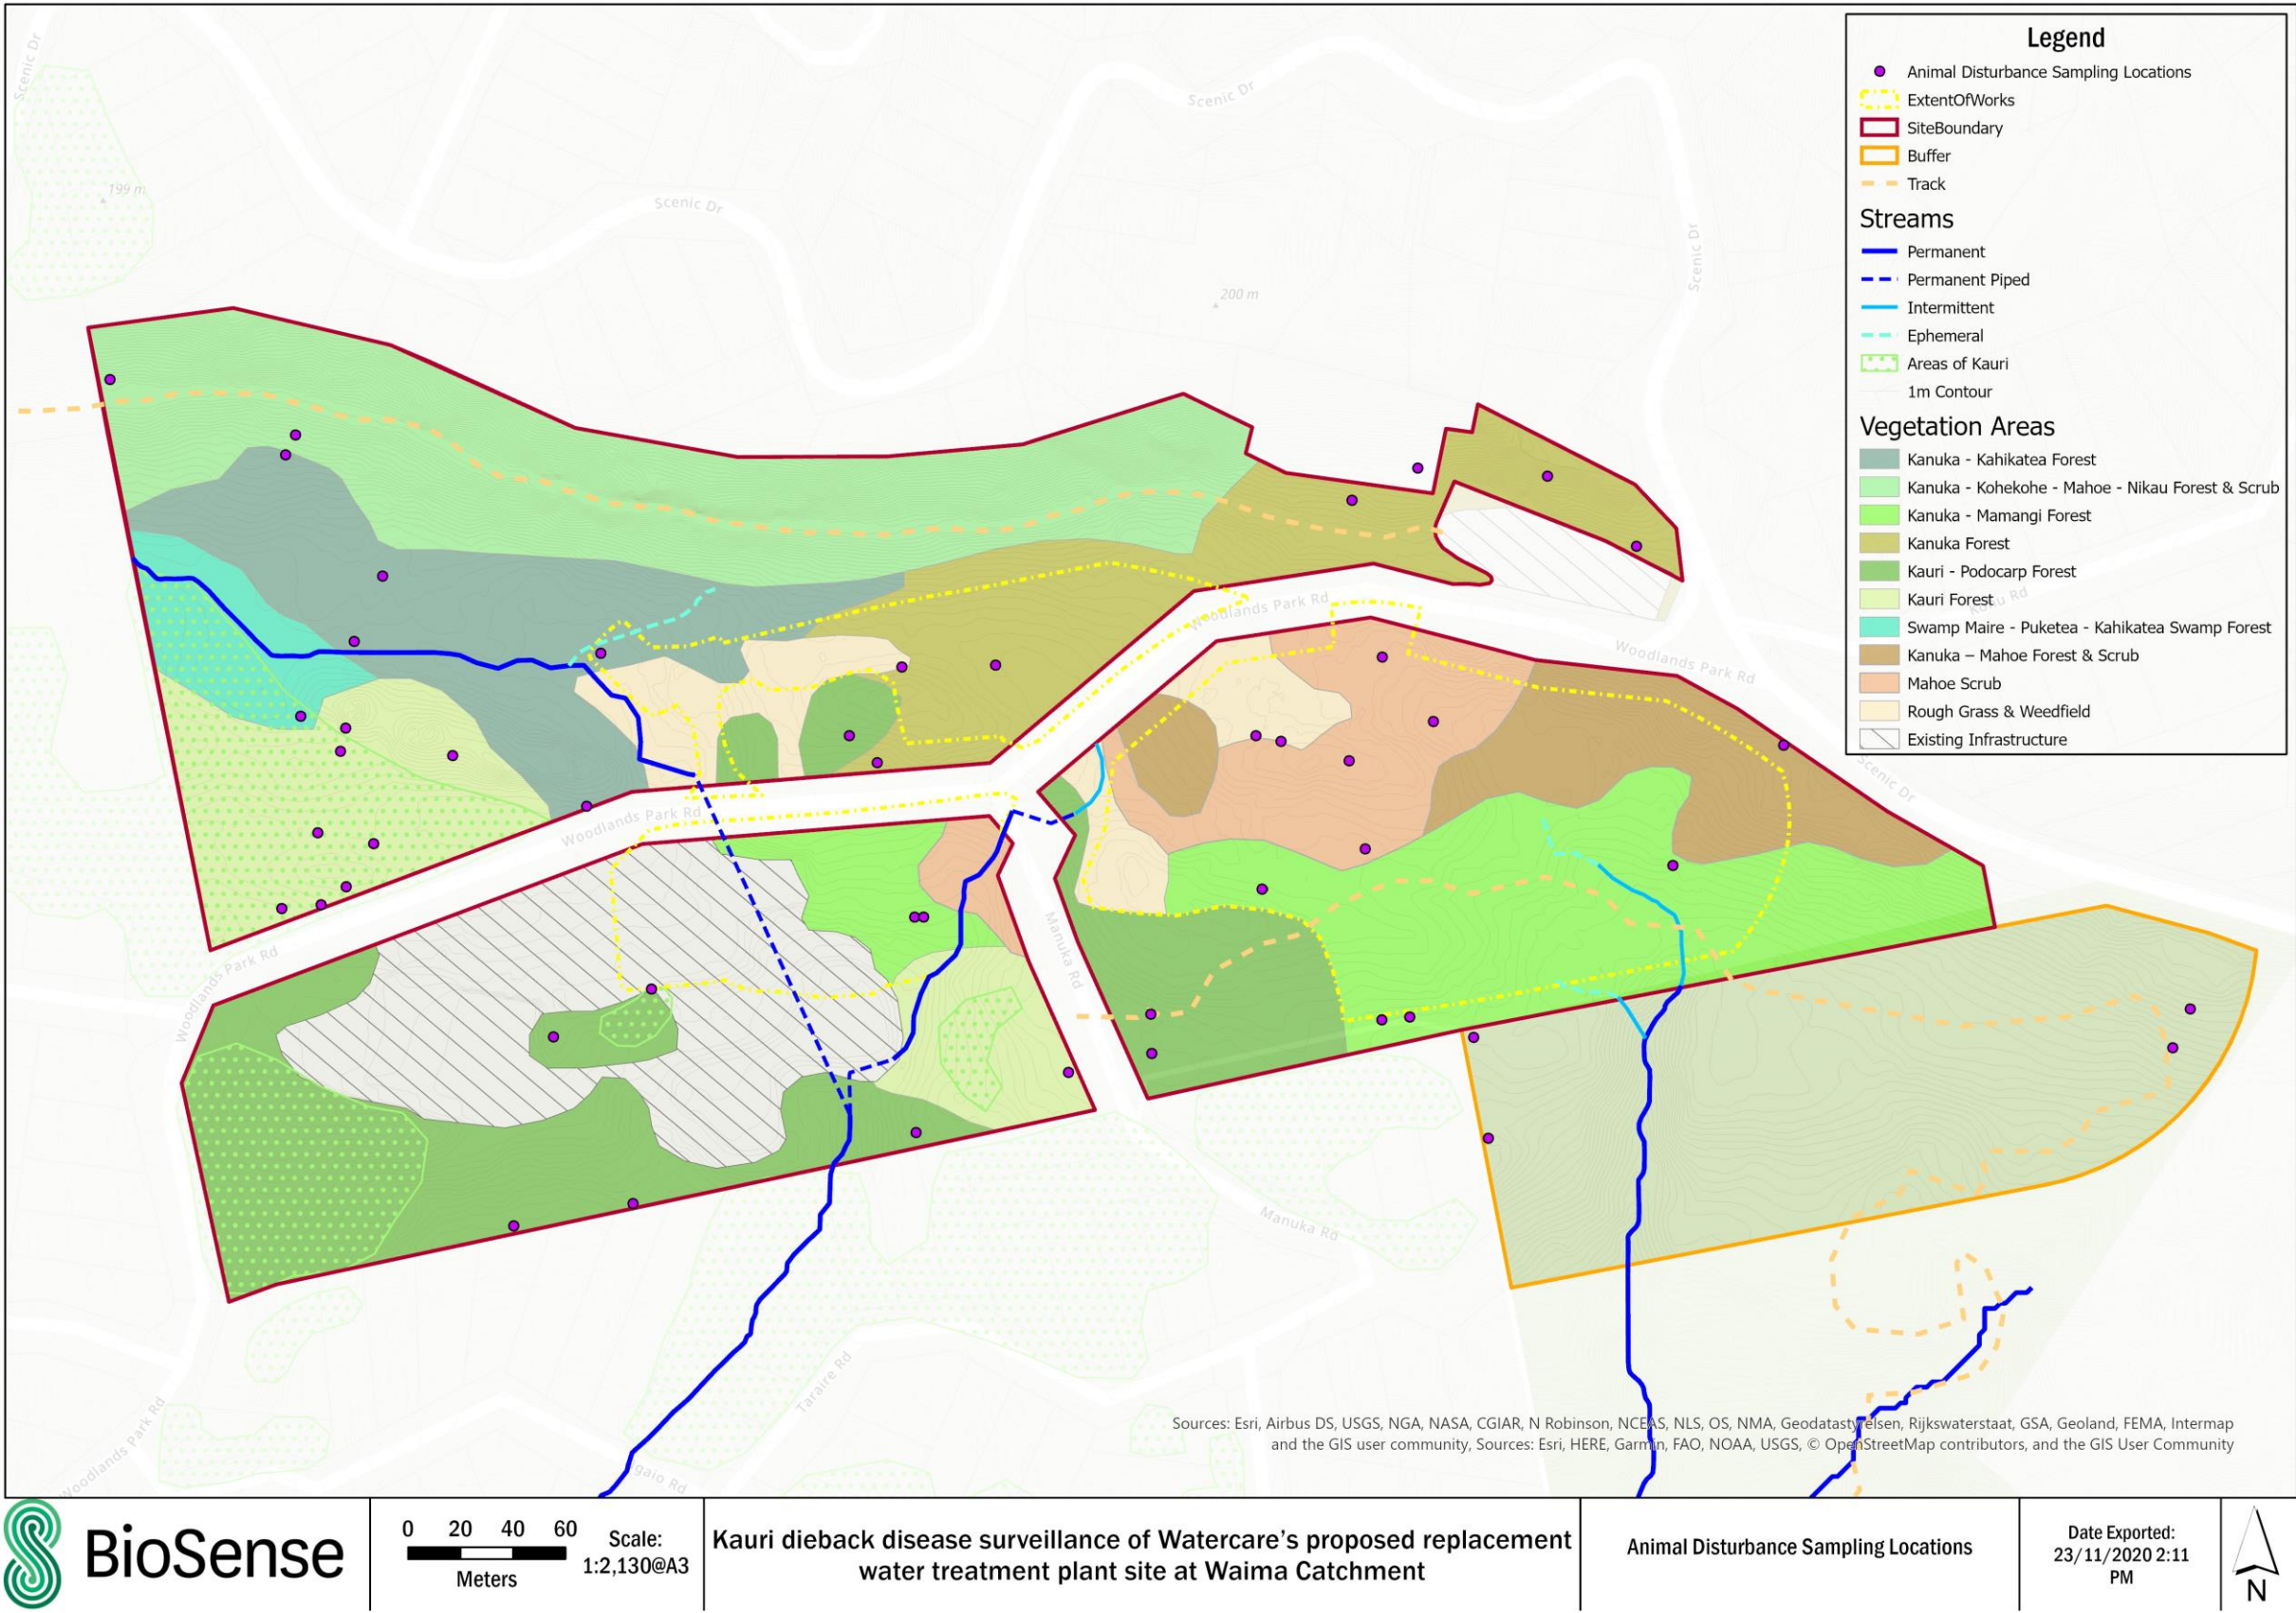 Scenic Dr
199 m
Scenic Dr
Scenic Dr
Scenic Dr
200 m
Woodlands Park Rd
Woodlands Park Rd
Rd
Scenic Dr
Woodlands Park Rd
Woodlands Park Rd
Manuka Rd
Manuka Rd
Taraire Rd
Woodlands Park Rd
gaio Rd
Legend
Animal Disturbance Sampling Locations
ExtentOfWorks
SiteBoundary
Buffer
Track
Streams
Permanent
Permanent Piped
Intermittent
Ephemeral
Areas of Kauri
1m Contour
Vegetation Areas
Kanuka - Kahikatea Forest
Kanuka - Kohekohe - Mahoe - Nikau Forest & Scrub
Kanuka - Mamangi Forest
Kanuka Forest
Kauri - Podocarp Forest
Kauri Forest
Swamp Maire - Puketea - Kahikatea Swamp Forest
Kanuka – Mahoe Forest & Scrub
Mahoe Scrub
Rough Grass & Weedfield
Existing Infrastructure
Sources: Esri, Airbus DS, USGS, NGA, NASA, CGIAR, N Robinson, NCEAS, NLS, OS, NMA, Geodatastyrelsen, Rijkswaterstaat, GSA, Geoland, FEMA, Intermap
and the GIS user community, Sources: Esri, HERE, Garmin, FAO, NOAA, USGS, © OpenStreetMap contributors, and the GIS User Community
BioSense
0 20 40 60
Meters
Scale:
1:2,130@A3
Kauri dieback disease surveillance of Watercare’s proposed replacement
water treatment plant site at Waima Catchment
Animal Disturbance Sampling Locations
Date Exported:
23/11/2020 2:11
PM
N